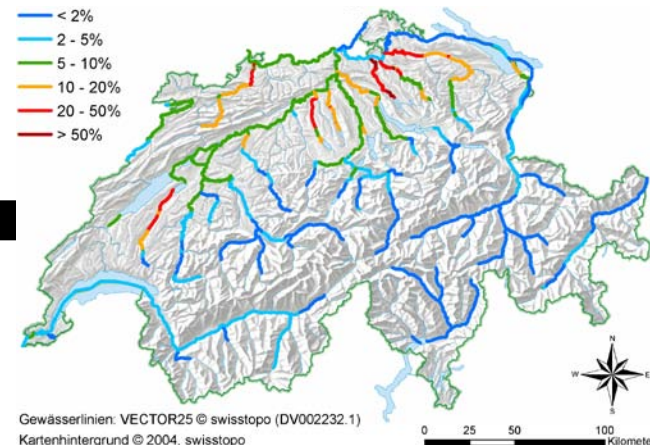 < 2%
2 - 5%
5 - 10%
10 - 20%
20 - 50%
> 50%
N
W E
S
Gewässerlinien: VECTOR25 © swisstopo (DV002232.1)
Kartenhintergrund © 2004, swisstopo
0 25 50 100
Kilometer